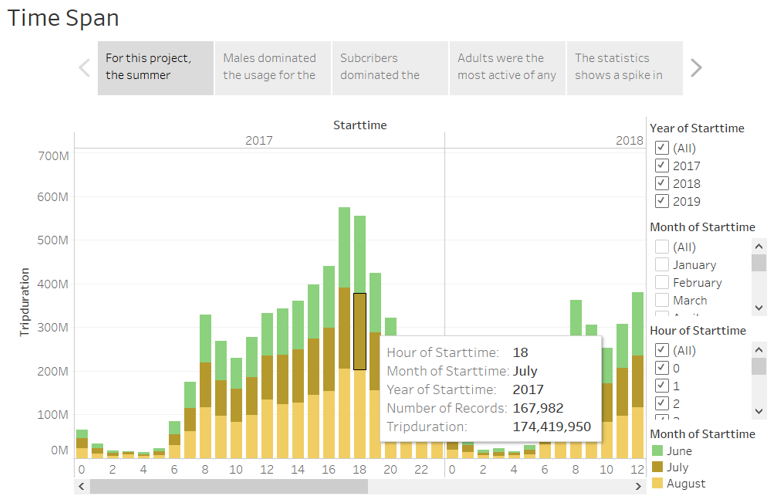 Time Span
For this project,
the summer
Males dominated
the usage for the
Subcribers
dominated the
Adults were the
most active of any
The statistics
shows a spike in
Starttime
2017
2018
Tripduration
700M
600M
500M
400M
300M
200M
100M
0M
0 2 4 6 8 10 12 14 16 18 20 22 0 2 4 6 8 10 12
Hour of Starttime: 18
Month of Starttime: July
Year of Starttime: 2017
Number of Records: 167,982
Tripduration: 174,419,950
Year of Starttime
(All)
2017
2018
2019
Month of Starttime
(All)
January
February
March
Hour of Starttime
(All)
0
1
2
Month of Starttime
June
July
August